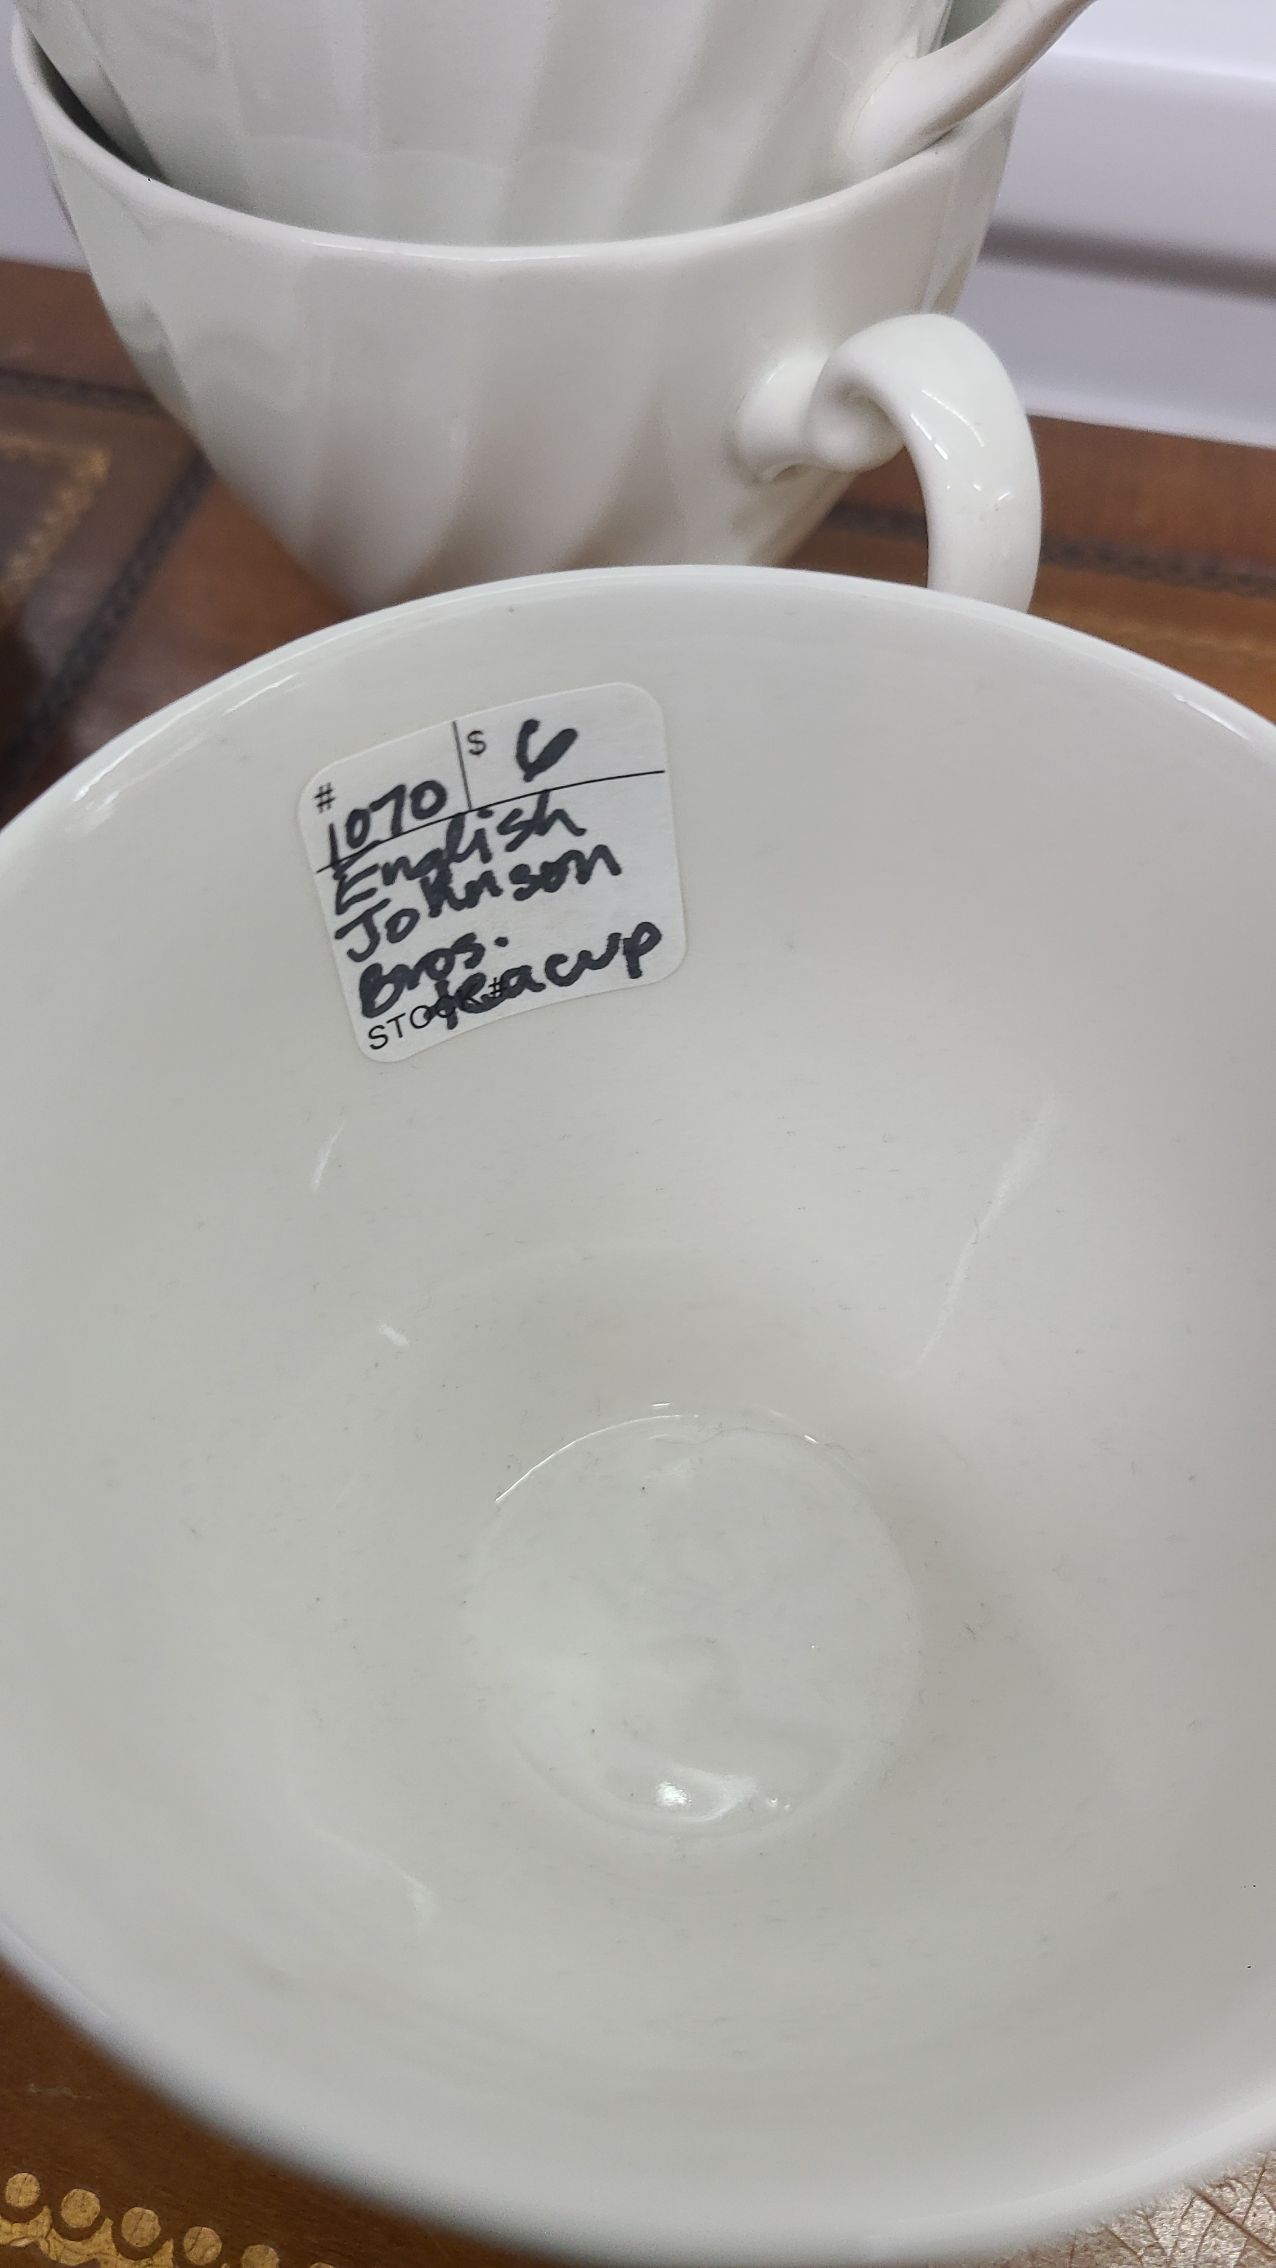 # 1070 $ 6
English
Johnson
Bros.
teacup
STOCK #